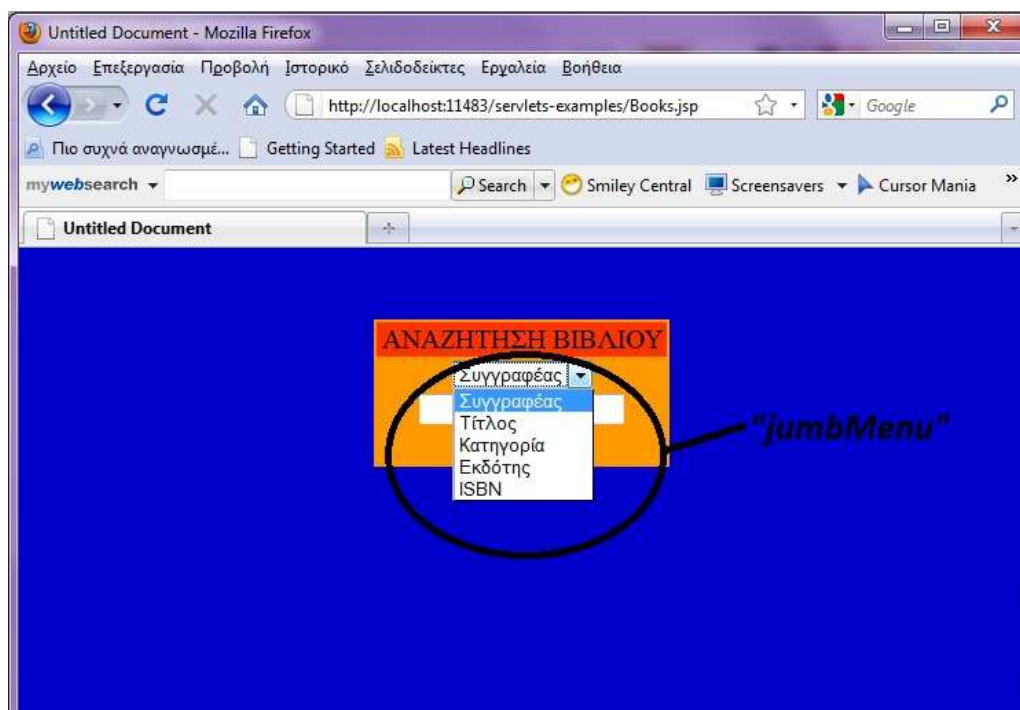 Untitled Document - Mozilla Firefox
Αρχείο Επεξεργασία Προβολή Ιστορικό Σελιδοδείκτες Εργαλεία Βοήθεια
http://localhost:11483/servlets-examples/Books.jsp Google
Πιο συχνά αναγνωσμέ... Getting Started Latest Headlines
mywebsearch Search Smiley Central Screensavers Cursor Mania »
Untitled Document
ΑΝΑΖΗΤΗΣΗ ΒΙΒΛΙΟΥ
Συγγραφέας
Συγγραφέας
Τίτλος
"jumbMenu"
Κατηγορία
Εκδότης
ISBN